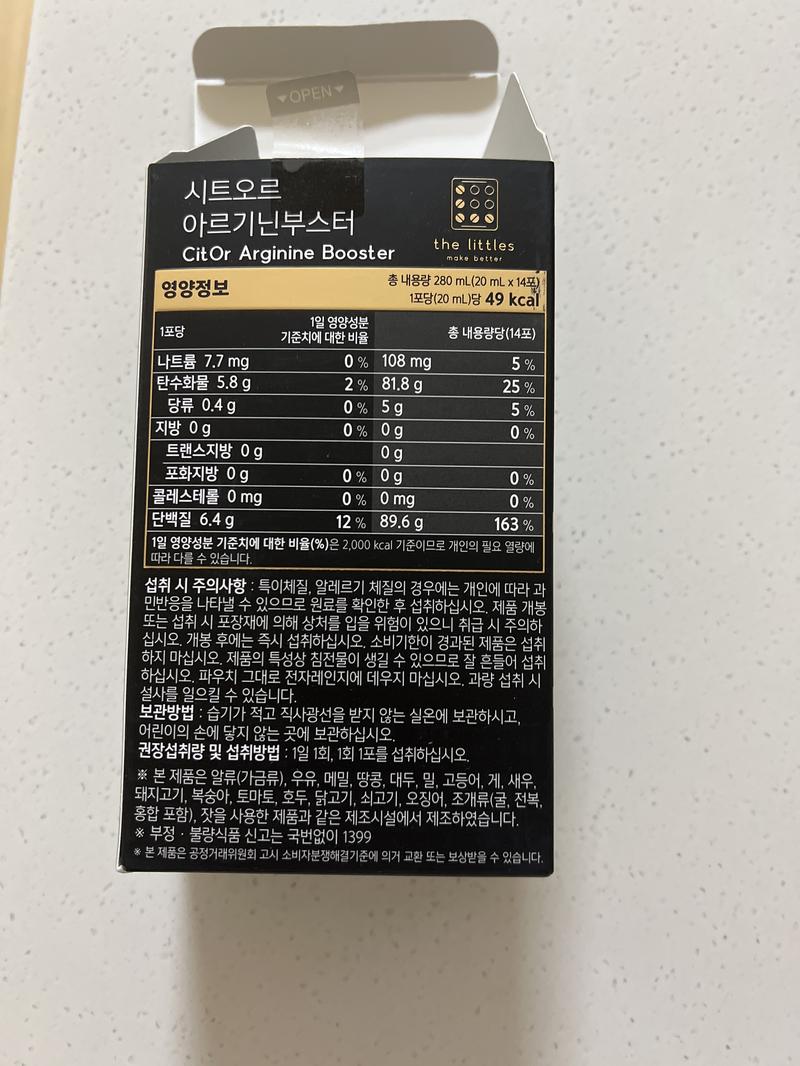 ▼OPEN▼
시트오르
아르기닌부스터
CitOr Arginine Booster
the littles
make better
영양정보
총 내용량 280 mL(20 mL x 14포)
1포당(20 mL)당 49 kcal
1포당 1일 영양성분 기준치에 대한 비율 총 내용량당(14포)
나트륨 7.7 mg 0 % 108 mg 5 %
탄수화물 5.8 g 2 % 81.8 g 25 %
당류 0.4 g 0 % 5 g 5 %
지방 0 g 0 % 0 g 0 %
트랜스지방 0 g 0 g
포화지방 0 g 0 % 0 g 0 %
콜레스테롤 0 mg 0 % 0 mg 0 %
단백질 6.4 g 12 % 89.6 g 163 %
1일 영양성분 기준치에 대한 비율(%)은 2,000 kcal 기준이므로 개인의 필요 열량에
따라 다를 수 있습니다.
섭취 시 주의사항 : 특이체질, 알레르기 체질의 경우에는 개인에 따라 과
민반응을 나타낼 수 있으므로 원료를 확인한 후 섭취하십시오. 제품 개봉
또는 섭취 시 포장재에 의해 상처를 입을 위험이 있으니 취급 시 주의하
십시오. 개봉 후에는 즉시 섭취하십시오. 소비기한이 경과된 제품은 섭취
하지 마십시오. 제품의 특성상 침전물이 생길 수 있으므로 잘 흔들어 섭취
하십시오. 파우치 그대로 전자레인지에 데우지 마십시오. 과량 섭취 시
설사를 일으킬 수 있습니다.
보관방법 : 습기가 적고 직사광선을 받지 않는 실온에 보관하시고,
어린이의 손에 닿지 않는 곳에 보관하십시오.
권장섭취량 및 섭취방법 : 1일 1회, 1회 1포를 섭취하십시오.
※ 본 제품은 알류(가금류), 우유, 메밀, 땅콩, 대두, 밀, 고등어, 게, 새우,
돼지고기, 복숭아, 토마토, 호두, 닭고기, 쇠고기, 오징어, 조개류(굴, 전복,
홍합 포함), 잣을 사용한 제품과 같은 제조시설에서 제조하였습니다.
※ 부정 · 불량식품 신고는 국번없이 1399
※ 본 제품은 공정거래위원회 고시 소비자분쟁해결기준에 의거 교환 또는 보상받을 수 있습니다.